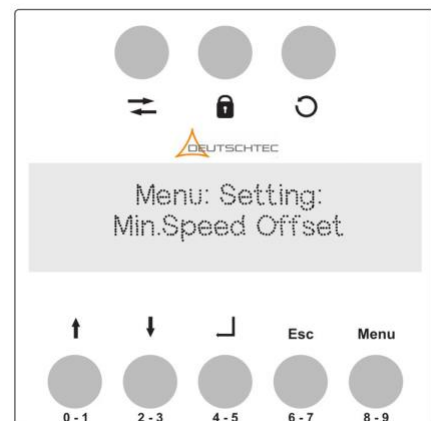 DEUTSCHTEC
Menu: Setting:
Min.Speed Offset
Esc Menu
0 - 1 2 - 3 4 - 5 6 - 7 8 - 9